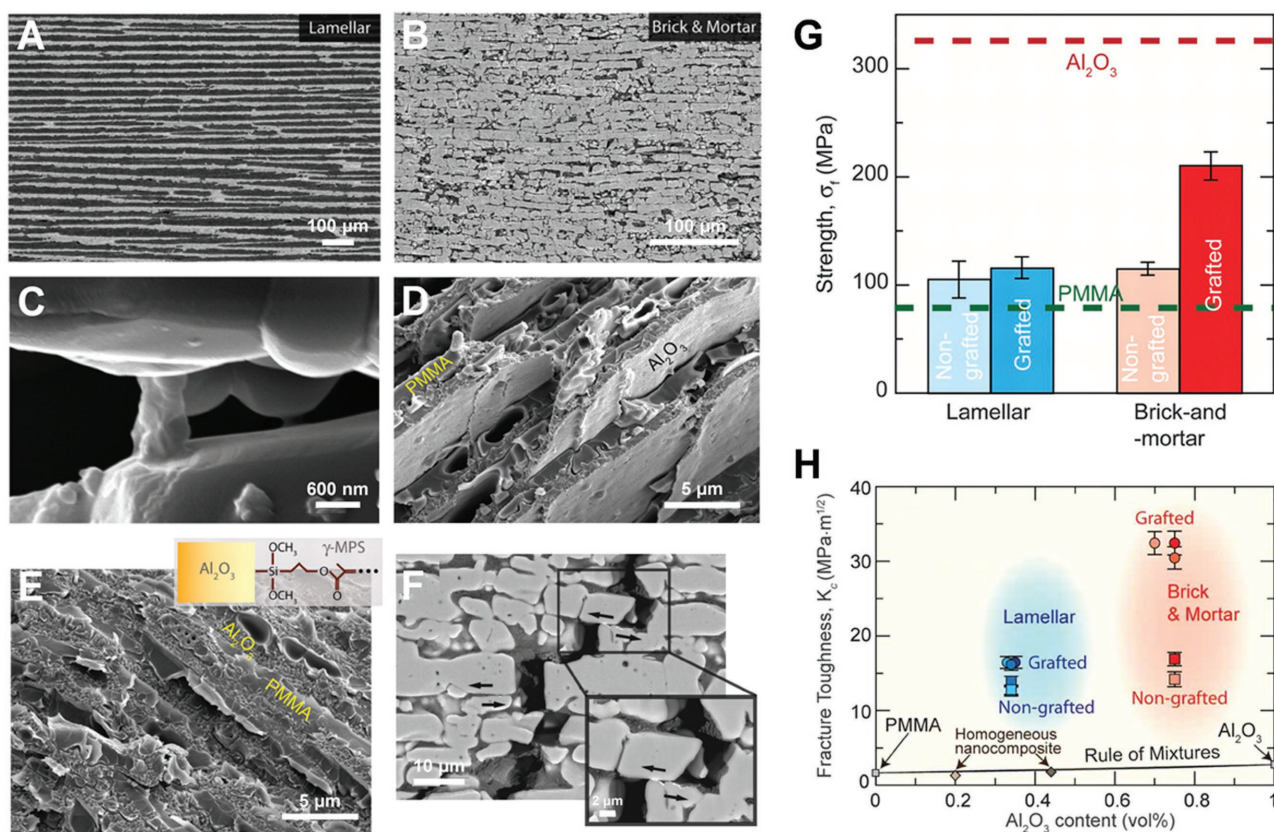 A
Lamellar
100 µm
B
Brick & Mortar
100 µm
C
600 nm
D
PMMA
Al2O3
5 µm
E
Al2O3
OCH3
Si
OCH3
O
O
γ-MPS
Al2O3
PMMA
5 µm
F
10 µm
2 µm
G
Strength, σf (MPa)
300
200
100
0
Al2O3
PMMA
Non-
grafted
Grafted
Non-
grafted
Grafted
Lamellar
Brick-and
-mortar
H
Fracture Toughness, Kc (MPa·m1/2)
40
30
20
10
0
Grafted
Lamellar
Brick
& Mortar
Grafted
Non-grafted
Non-grafted
PMMA
Homogeneous
nanocomposite
Al2O3
Rule of Mixtures
0
0.2
0.4
0.6
0.8
1
Al2O3 content (vol%)